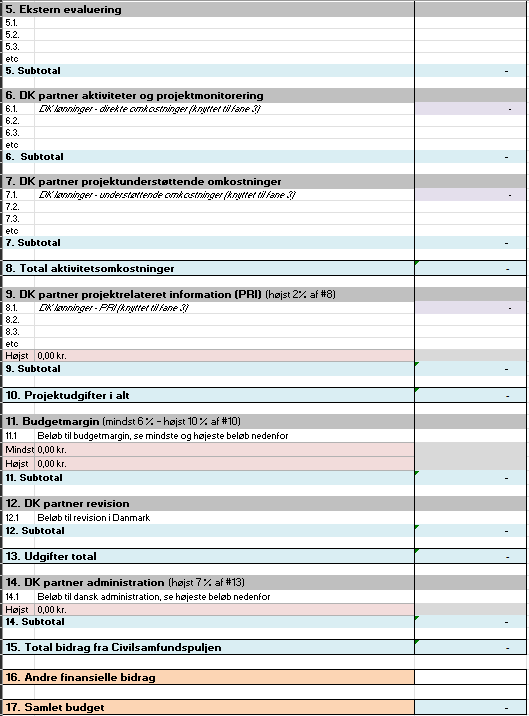 5. Ekstern evaluering
5.1.
5.2.
5.3.
etc
5. Subtotal -
6. DK partner aktiviteter og projektmonitorering
6.1. DK lønninger - direkte omkostninger (knyttet til fane 3) -
6.2.
6.3.
etc
6. Subtotal -
7. DK partner projektunderstøttende omkostninger
7.1. DK lønninger - understøttende omkostninger (knyttet til fane 3) -
7.2.
7.3.
etc
7. Subtotal -
8. Total aktivitetsomkostninger -
9. DK partner projektrelateret information (PRI) (højst 2% af #8)
8.1. DK lønninger - PRI (knyttet til fane 3) -
8.2.
8.3.
etc
Højst 0,00 kr.
9. Subtotal -
10. Projektudgifter i alt -
11. Budgetmargin (mindst 6 % - højst 10 % af #10)
11.1 Beløb til budgetmargin, se mindste og højeste beløb nedenfor
Mindst 0,00 kr.
Højst 0,00 kr.
11. Subtotal -
12. DK partner revision
12.1 Beløb til revision i Danmark
12. Subtotal -
13. Udgifter total -
14. DK partner administration (højst 7 % af #13)
14.1 Beløb til dansk administration, se højeste beløb nedenfor
Højst 0,00 kr.
14. Subtotal -
15. Total bidrag fra Civilsamfundspuljen -
16. Andre finansielle bidrag
17. Samlet budget -